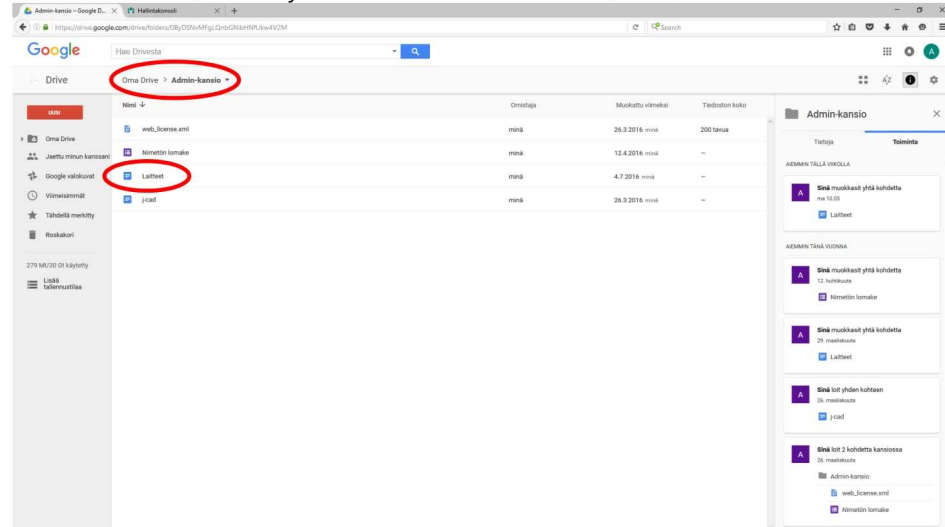 Admin-kansio – Google D...
Hallintakonsoli
https://drive.google.com/drive/folders/
Search
Google
Hae Drivesta
A
Drive
Oma Drive > Admin-kansio
UUSI
Oma Drive
Jaettu minun kanssani
Google valokuvat
Viimeisimmät
Tähdellä merkitty
Roskakori
279 Mt/30 Gt käytetty
Lisää
tallennustilaa
Nimi Omistaja Muokattu viimeksi Tiedoston koko
web_license.xml minä 26.3.2016 minä 200 tavua
Nimetön lomake minä 12.4.2016 minä –
Laitteet minä 4.7.2016 minä –
j-cad minä 26.3.2016 minä –
Admin-kansio
Tietoja Toiminta
AIEMMIN TÄLLÄ VIIKOLLA
A
Sinä muokkasit yhtä kohdetta
ma 10.05
Laitteet
AIEMMIN TÄNÄ VUONNA
A
Sinä muokkasit yhtä kohdetta
12. huhtikuuta
Nimetön lomake
A
Sinä muokkasit yhtä kohdetta
29. maaliskuuta
Laitteet
A
Sinä loit yhden kohteen
26. maaliskuuta
j-cad
A
Sinä loit 2 kohdetta kansiossa
26. maaliskuuta
Admin-kansio
web_license.xml
Nimetön lomake